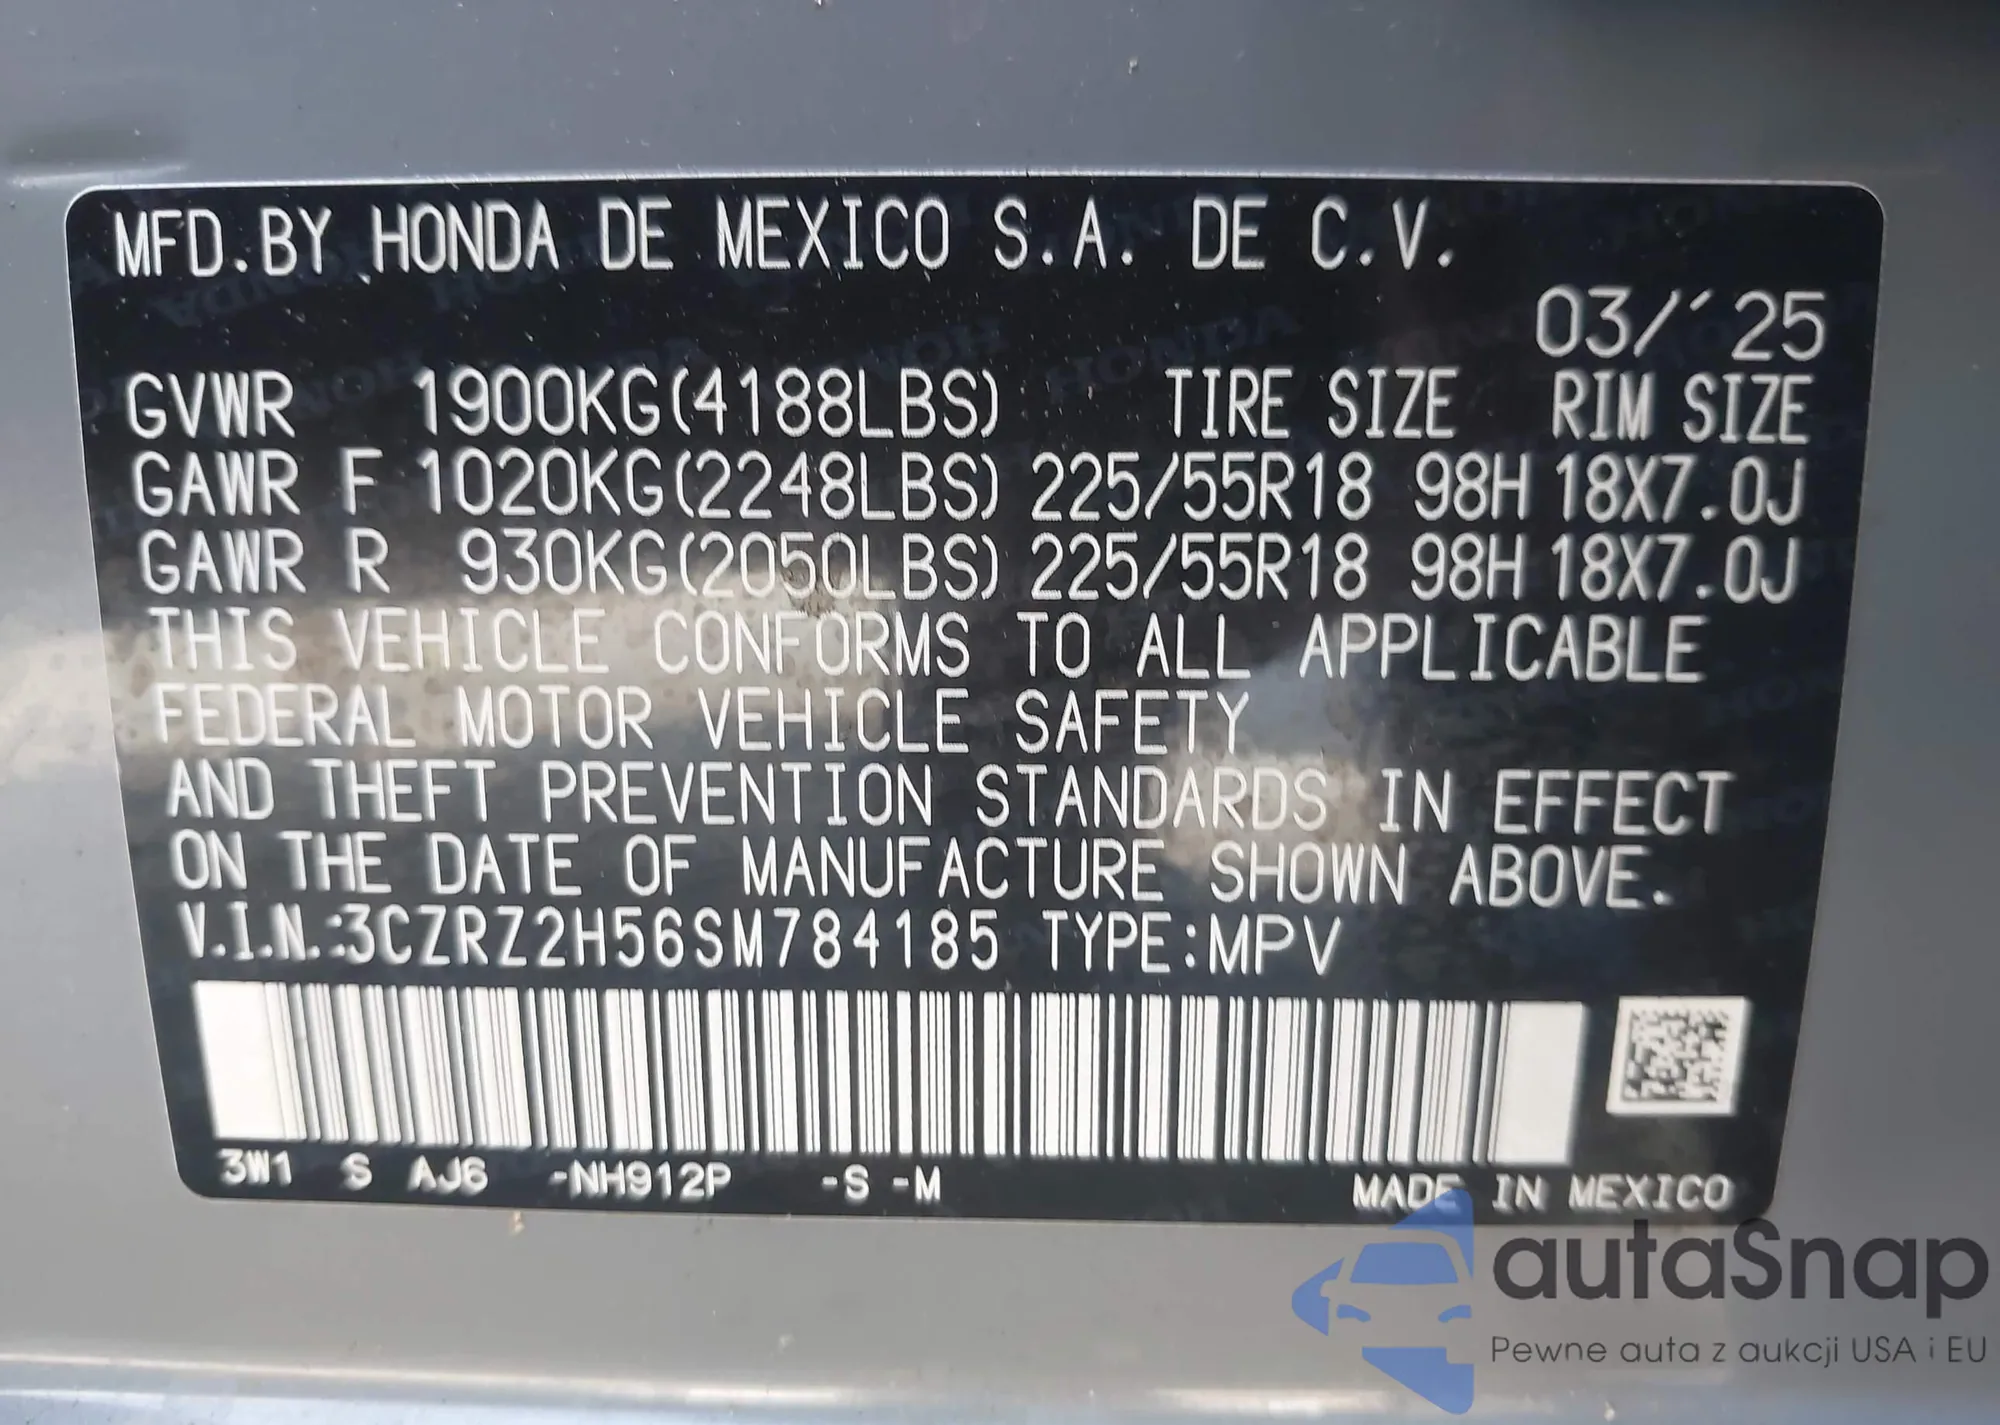 MFD.BY HONDA DE MEXICO S.A. DE C.V.
03/´25
GVWR 1900KG(4188LBS) TIRE SIZE RIM SIZE
GAWR F 1020KG(2248LBS) 225/55R18 98H 18X7.0J
GAWR R 930KG(2050LBS) 225/55R18 98H 18X7.0J
THIS VEHICLE CONFORMS TO ALL APPLICABLE
FEDERAL MOTOR VEHICLE SAFETY
AND THEFT PREVENTION STANDARDS IN EFFECT
ON THE DATE OF MANUFACTURE SHOWN ABOVE.
V.I.N.:3CZRZ2H56SM784185 TYPE:MPV
3W1 S AJ6 -NH912P -S -M
MADE IN MEXICO
autaSnap
Pewne auta z aukcji USA i EU